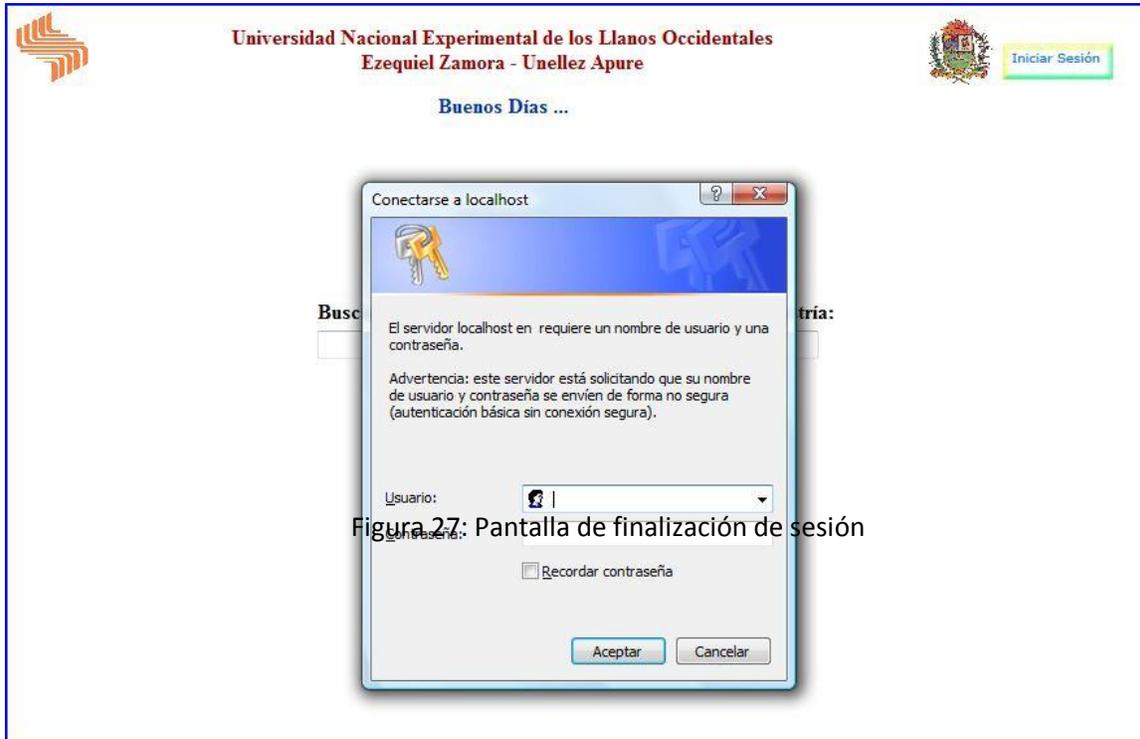 Universidad Nacional Experimental de los Llanos Occidentales
Ezequiel Zamora - Unellez Apure
Iniciar Sesión
Buenos Días ...
Conectarse a localhost
Busc
tría:
El servidor localhost en requiere un nombre de usuario y una
contraseña.
Advertencia: este servidor está solicitando que su nombre
de usuario y contraseña se envíen de forma no segura
(autenticación básica sin conexión segura).
Usuario:
Figura 27: Pantalla de finalización de sesión
Contraseña:
Recordar contraseña
Aceptar
Cancelar